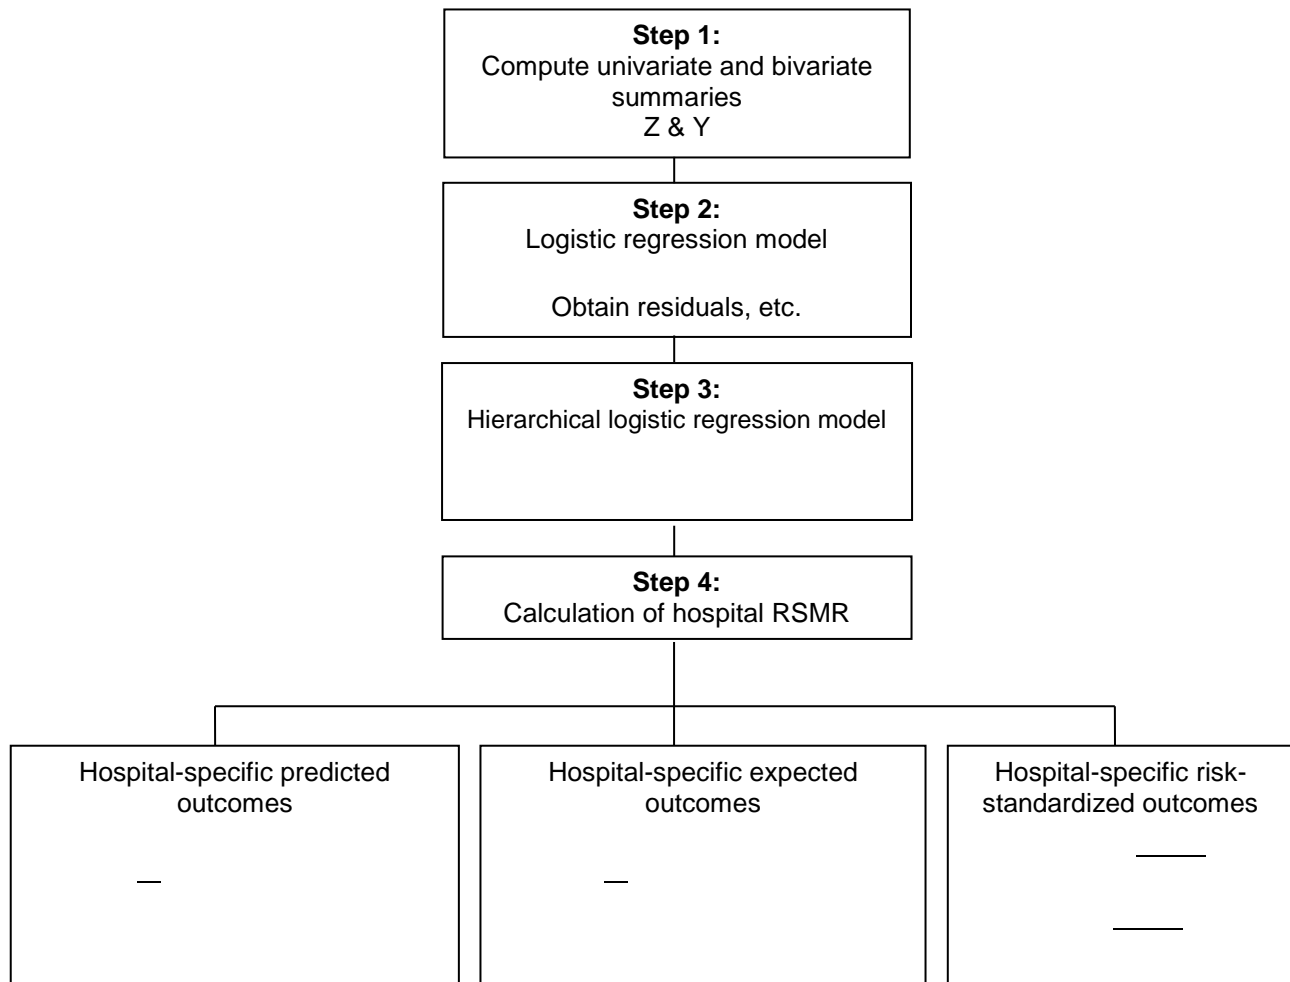 Step 1:
Compute univariate and bivariate
summaries
Z & Y
Step 2:
Logistic regression model
Obtain residuals, etc.
Step 3:
Hierarchical logistic regression model
Step 4:
Calculation of hospital RSMR
Hospital-specific predicted
outcomes
Hospital-specific expected
outcomes
Hospital-specific risk-
standardized outcomes